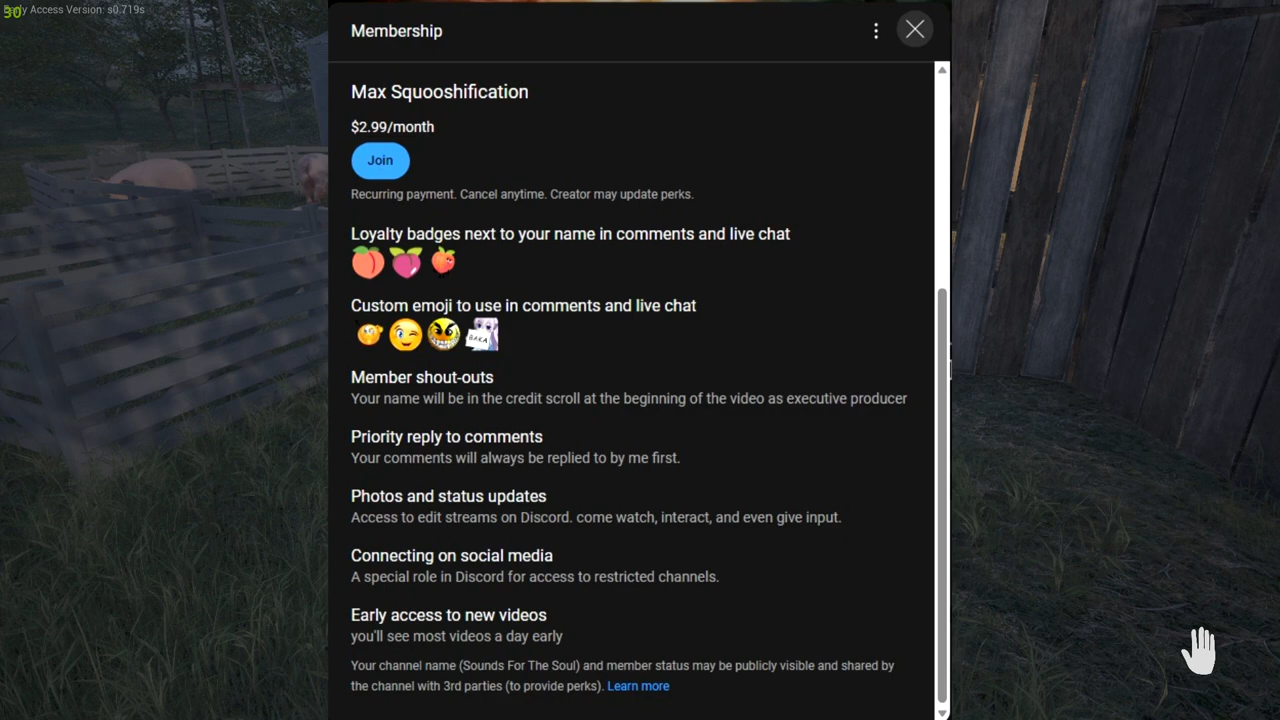 30
Early Access Version: s0.719s
Membership
Max Squooshification
$2.99/month
Join
Recurring payment. Cancel anytime. Creator may update perks.
Loyalty badges next to your name in comments and live chat
Custom emoji to use in comments and live chat
BAKA
Member shout-outs
Your name will be in the credit scroll at the beginning of the video as executive producer
Priority reply to comments
Your comments will always be replied to by me first.
Photos and status updates
Access to edit streams on Discord. come watch, interact, and even give input.
Connecting on social media
A special role in Discord for access to restricted channels.
Early access to new videos
you'll see most videos a day early
Your channel name (Sounds For The Soul) and member status may be publicly visible and shared by
the channel with 3rd parties (to provide perks). Learn more